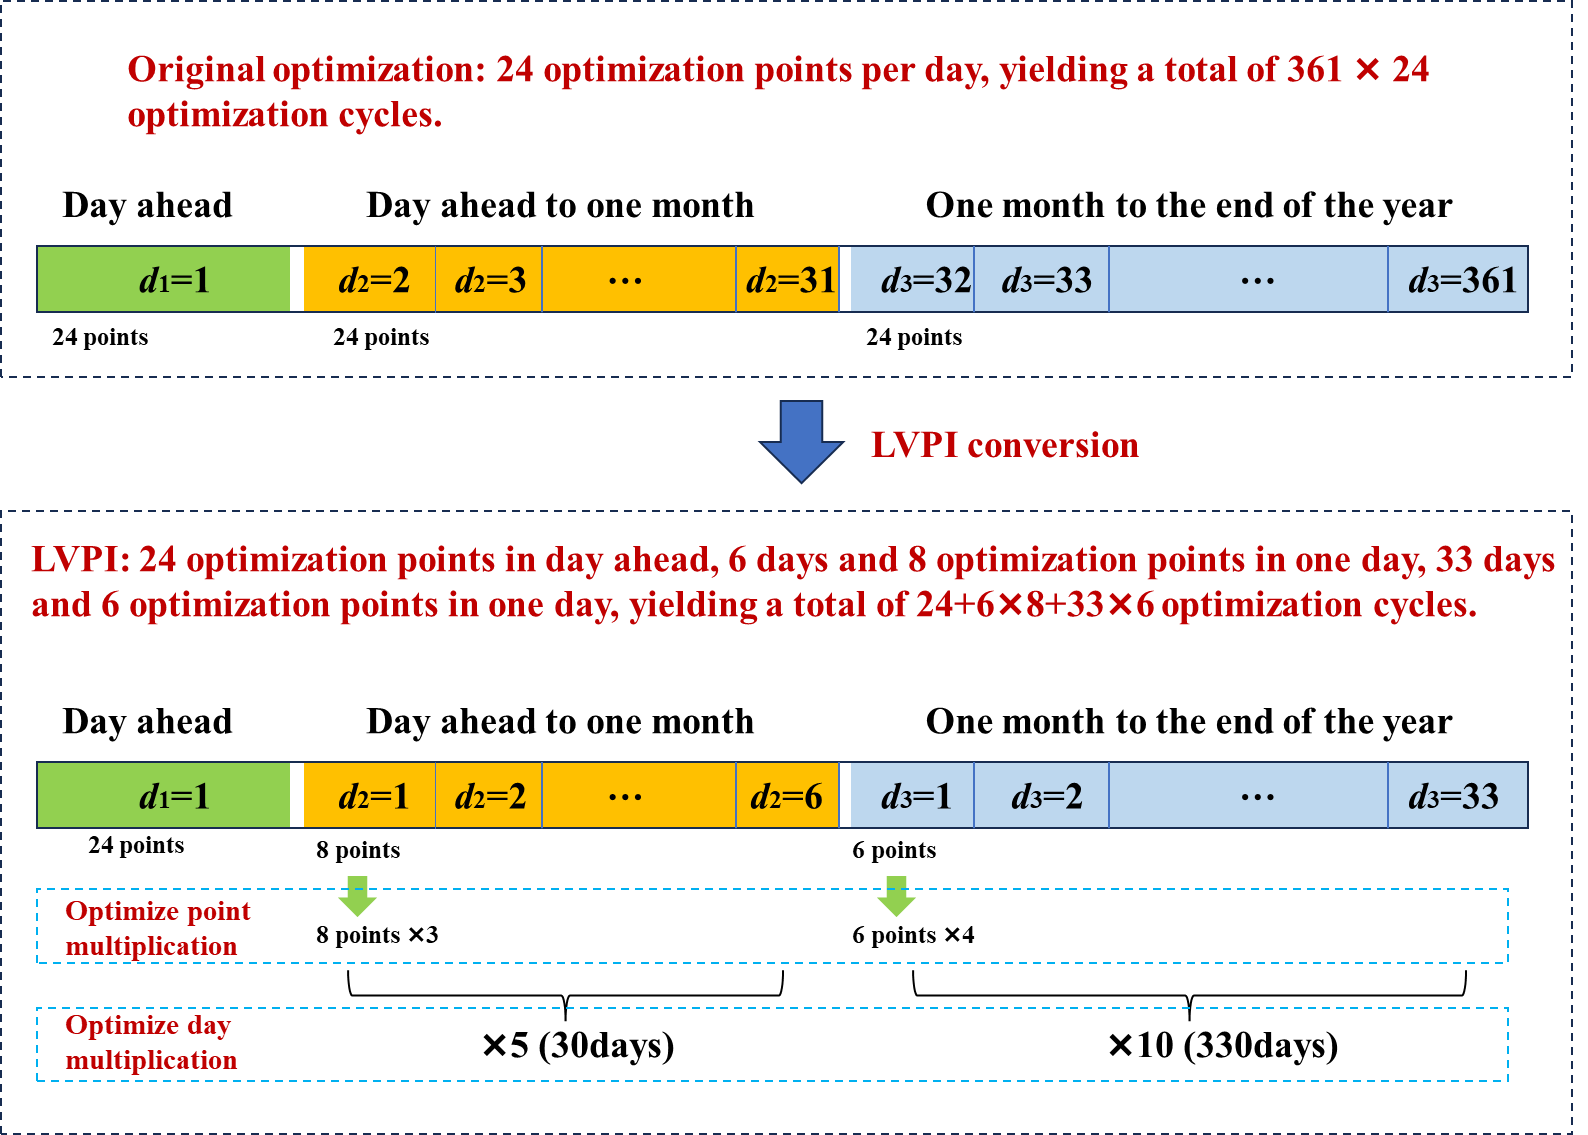 Original optimization: 24 optimization points per day, yielding a total of 361 × 24
optimization cycles.
Day ahead
Day ahead to one month
One month to the end of the year
d1=1
d2=2
d2=3
···
d2=31
d3=32
d3=33
···
d3=361
24 points
24 points
24 points
LVPI conversion
LVPI: 24 optimization points in day ahead, 6 days and 8 optimization points in one day, 33 days
and 6 optimization points in one day, yielding a total of 24+6×8+33×6 optimization cycles.
Day ahead
Day ahead to one month
One month to the end of the year
d1=1
d2=1
d2=2
···
d2=6
d3=1
d3=2
···
d3=33
24 points
8 points
6 points
Optimize point
multiplication
8 points ×3
6 points ×4
Optimize day
multiplication
×5 (30days)
×10 (330days)